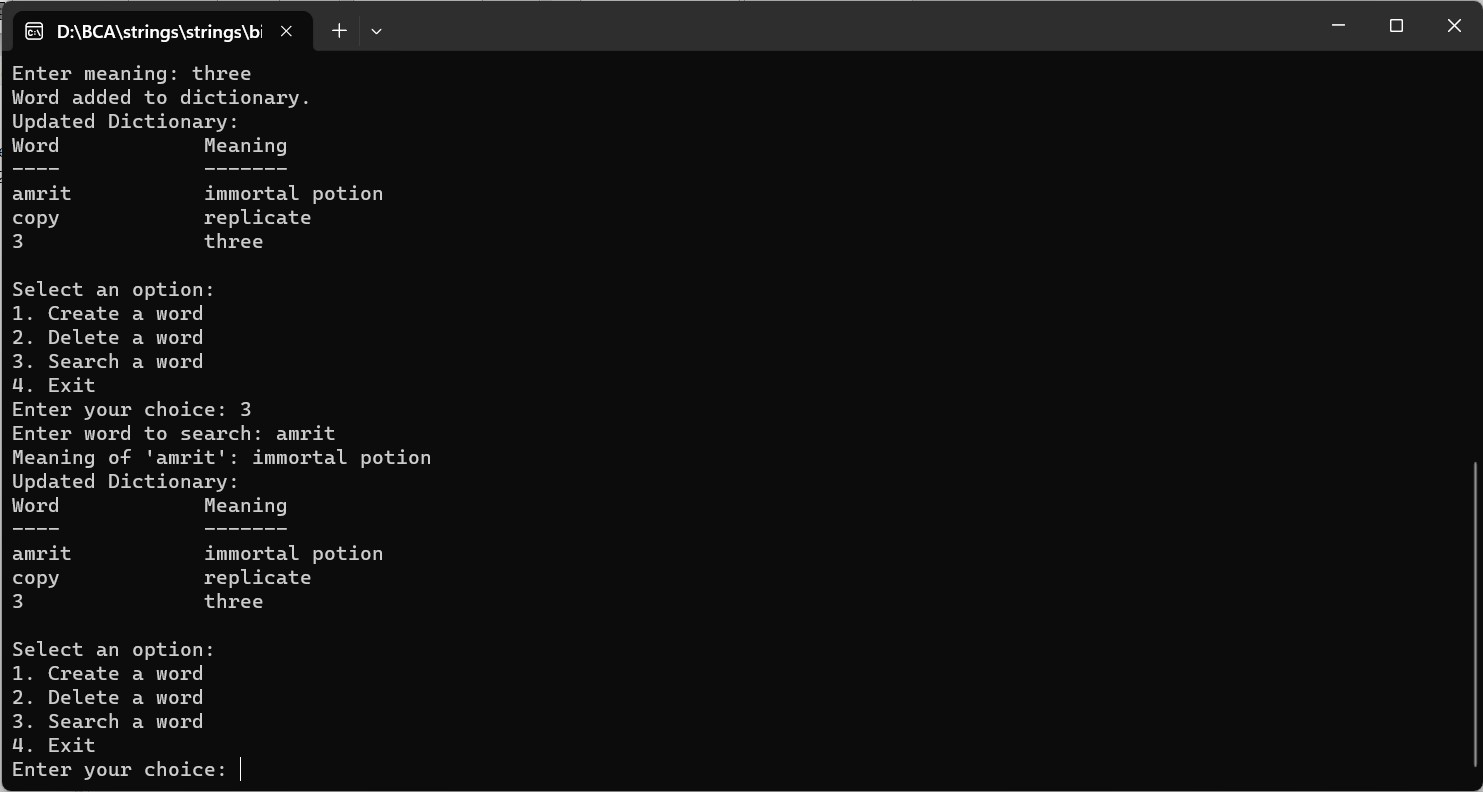 D:\BCA\strings\strings\bi
Enter meaning: three
Word added to dictionary.
Updated Dictionary:
Word            Meaning
----            -------
amrit           immortal potion
copy            replicate
3               three

Select an option:
1. Create a word
2. Delete a word
3. Search a word
4. Exit
Enter your choice: 3
Enter word to search: amrit
Meaning of 'amrit': immortal potion
Updated Dictionary:
Word            Meaning
----            -------
amrit           immortal potion
copy            replicate
3               three

Select an option:
1. Create a word
2. Delete a word
3. Search a word
4. Exit
Enter your choice: